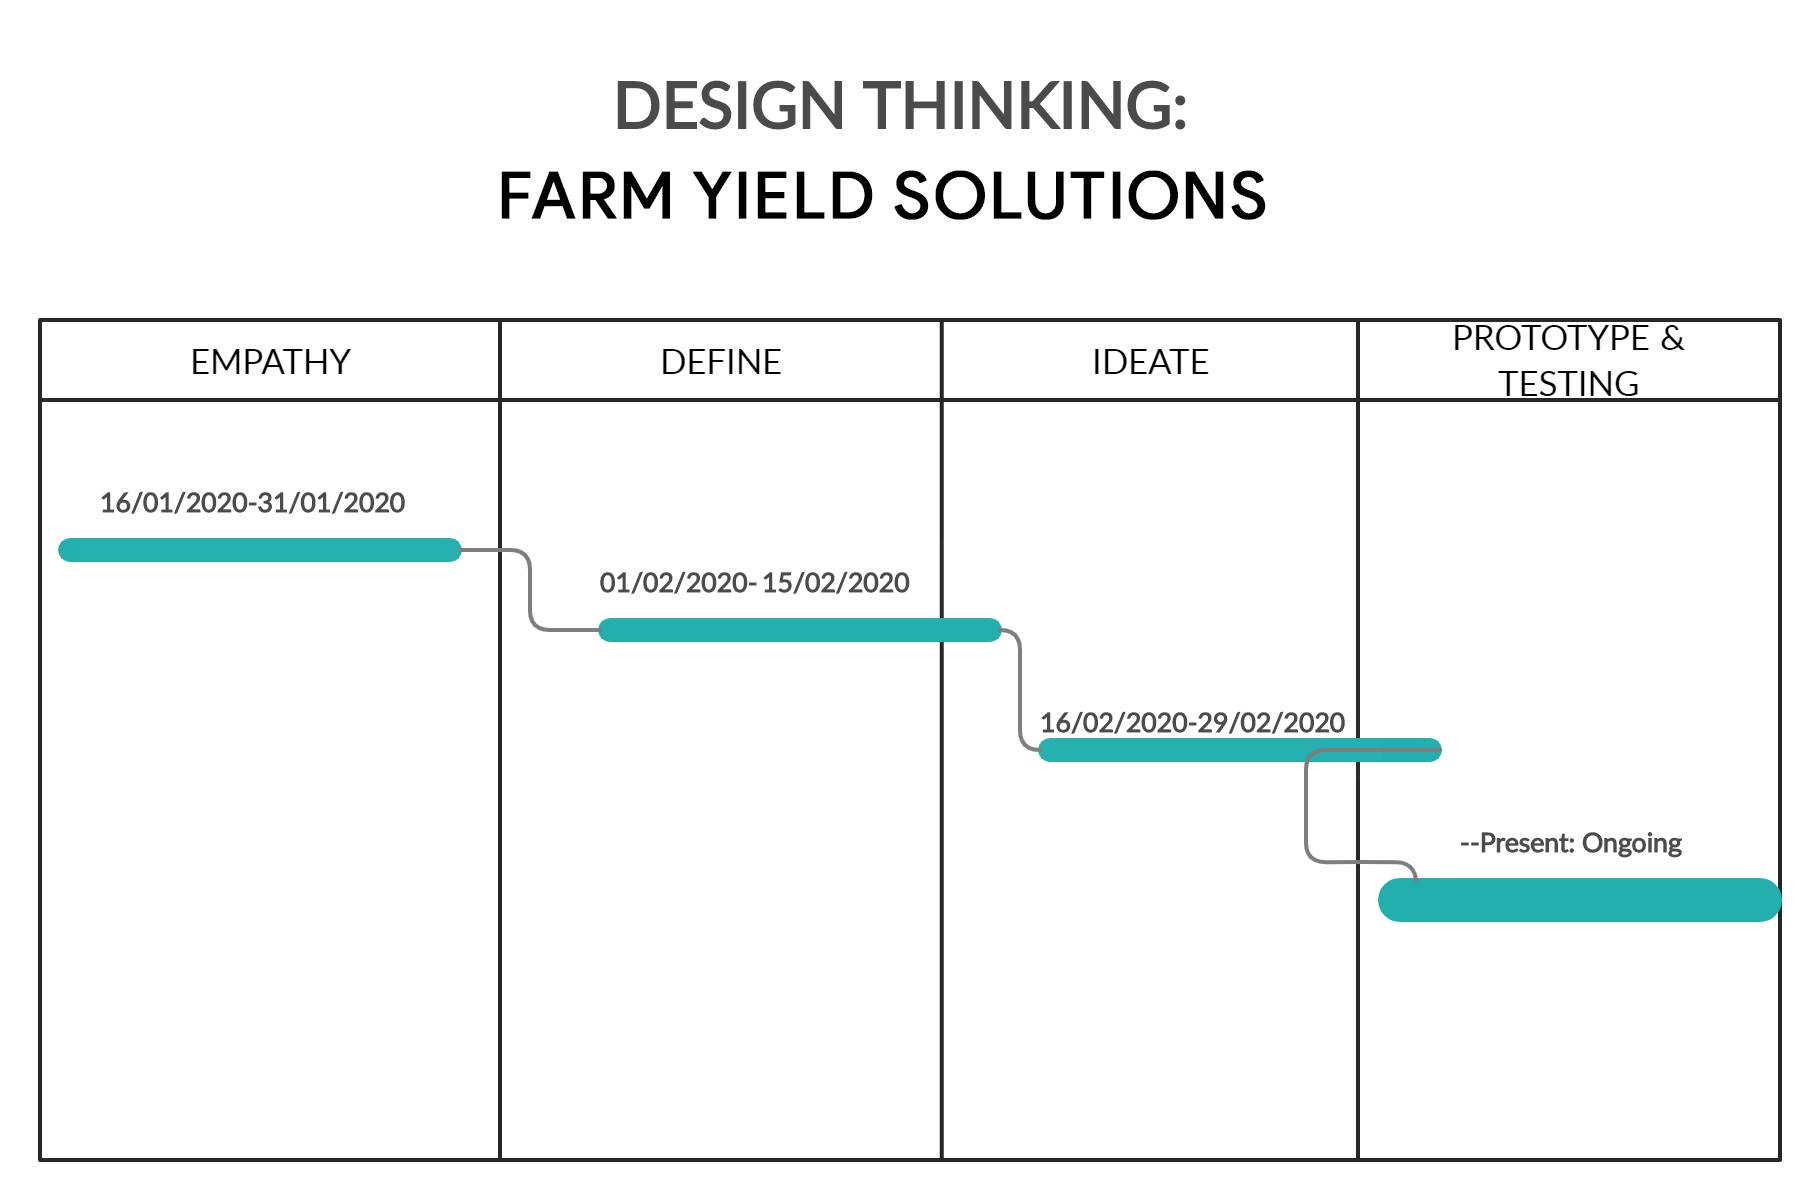 DESIGN THINKING:
FARM YIELD SOLUTIONS
EMPATHY
DEFINE
IDEATE
PROTOTYPE &
TESTING
16/01/2020-31/01/2020
01/02/2020- 15/02/2020
16/02/2020-29/02/2020
--Present: Ongoing